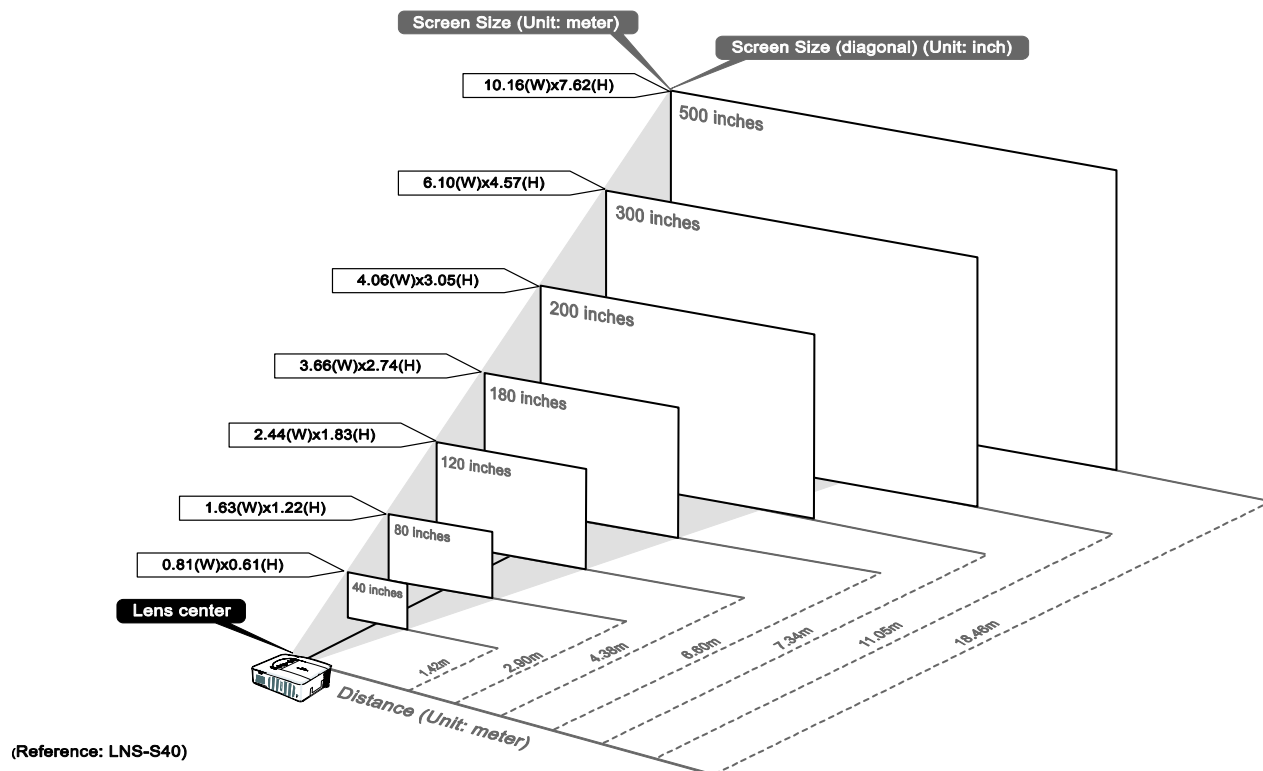 Screen Size (Unit: meter)
Screen Size (diagonal) (Unit: inch)
10.16(W)x7.62(H)
500 inches
6.10(W)x4.57(H)
300 inches
4.06(W)x3.05(H)
200 inches
3.66(W)x2.74(H)
180 inches
2.44(W)x1.83(H)
120 inches
1.63(W)x1.22(H)
80 inches
0.81(W)x0.61(H)
40 inches
Lens center
1.42m
2.90m
4.38m
6.60m
7.34m
11.05m
18.46m
Distance (Unit: meter)
(Reference: LNS-S40)